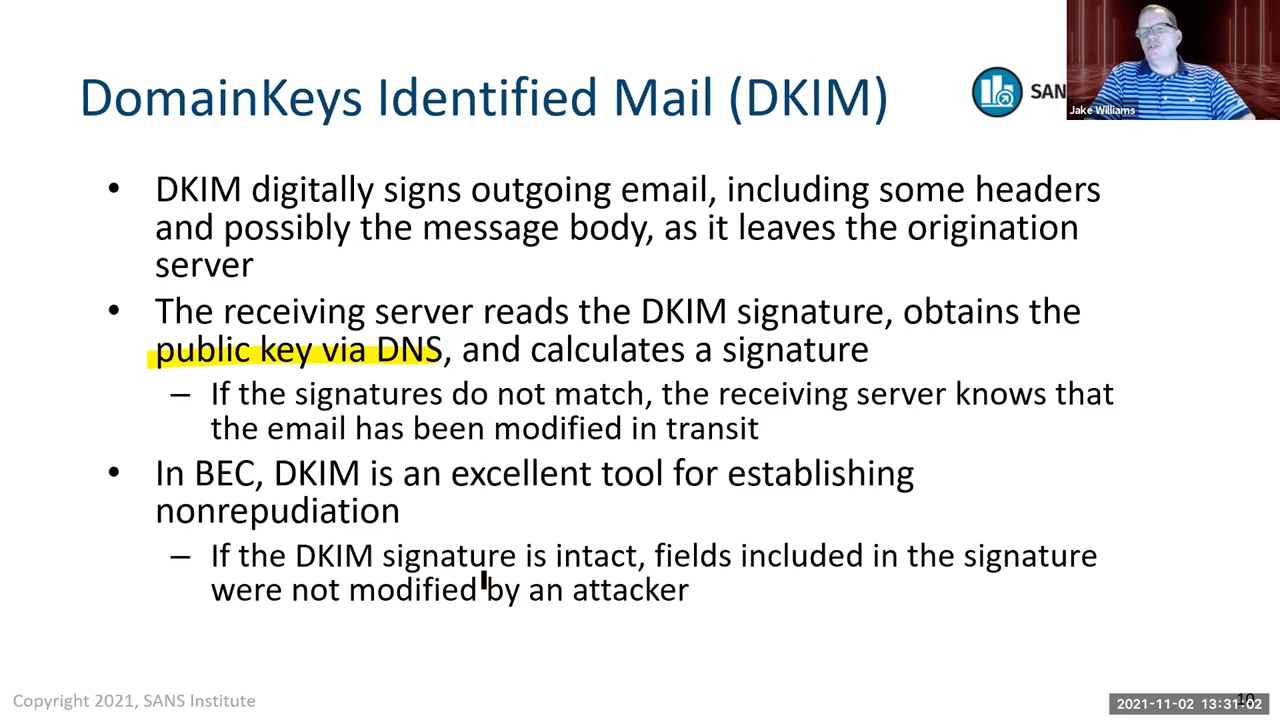 DomainKeys Identified Mail (DKIM)
SAN
Jake Williams
• DKIM digitally signs outgoing email, including some headers
and possibly the message body, as it leaves the origination
server
• The receiving server reads the DKIM signature, obtains the
public key via DNS, and calculates a signature
– If the signatures do not match, the receiving server knows that
the email has been modified in transit
• In BEC, DKIM is an excellent tool for establishing
nonrepudiation
– If the DKIM signature is intact, fields included in the signature
were not modified by an attacker
Copyright 2021, SANS Institute
10
2021-11-02 13:31:02